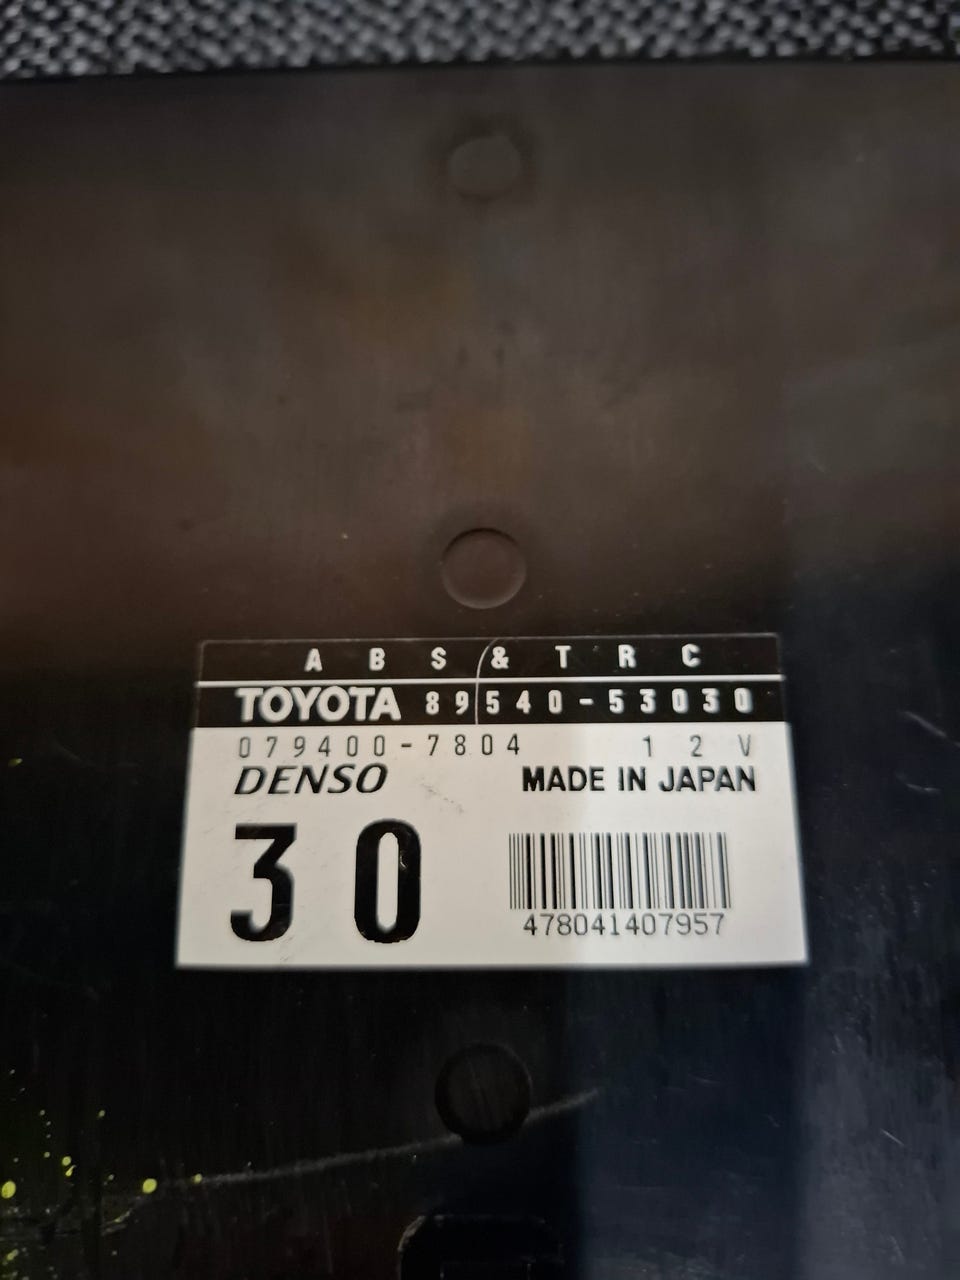 ABS & TRC
TOYOTA 89540-53030
079400-7804 12V
DENSO MADE IN JAPAN
30
478041407957